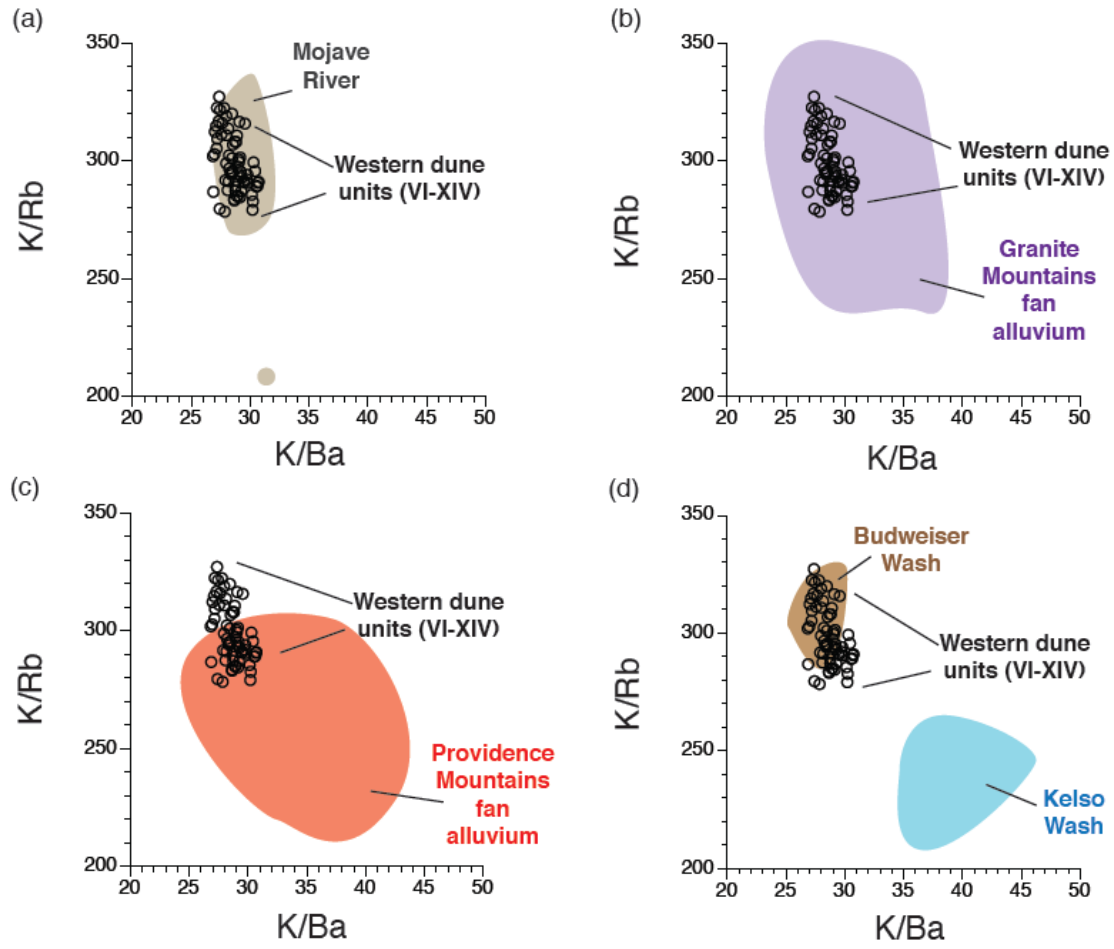 (a)
350
300
250
200
20
25
30
35
40
45
50
K/Rb
K/Ba
Mojave
River
Western dune
units (VI-XIV)
(b)
350
300
250
200
20
25
30
35
40
45
50
K/Rb
K/Ba
Western dune
units (VI-XIV)
Granite
Mountains
fan
alluvium
(c)
350
300
250
200
20
25
30
35
40
45
50
K/Rb
K/Ba
Western dune
units (VI-XIV)
Providence
Mountains
fan
alluvium
(d)
350
300
250
200
20
25
30
35
40
45
50
K/Rb
K/Ba
Budweiser
Wash
Western dune
units (VI-XIV)
Kelso
Wash